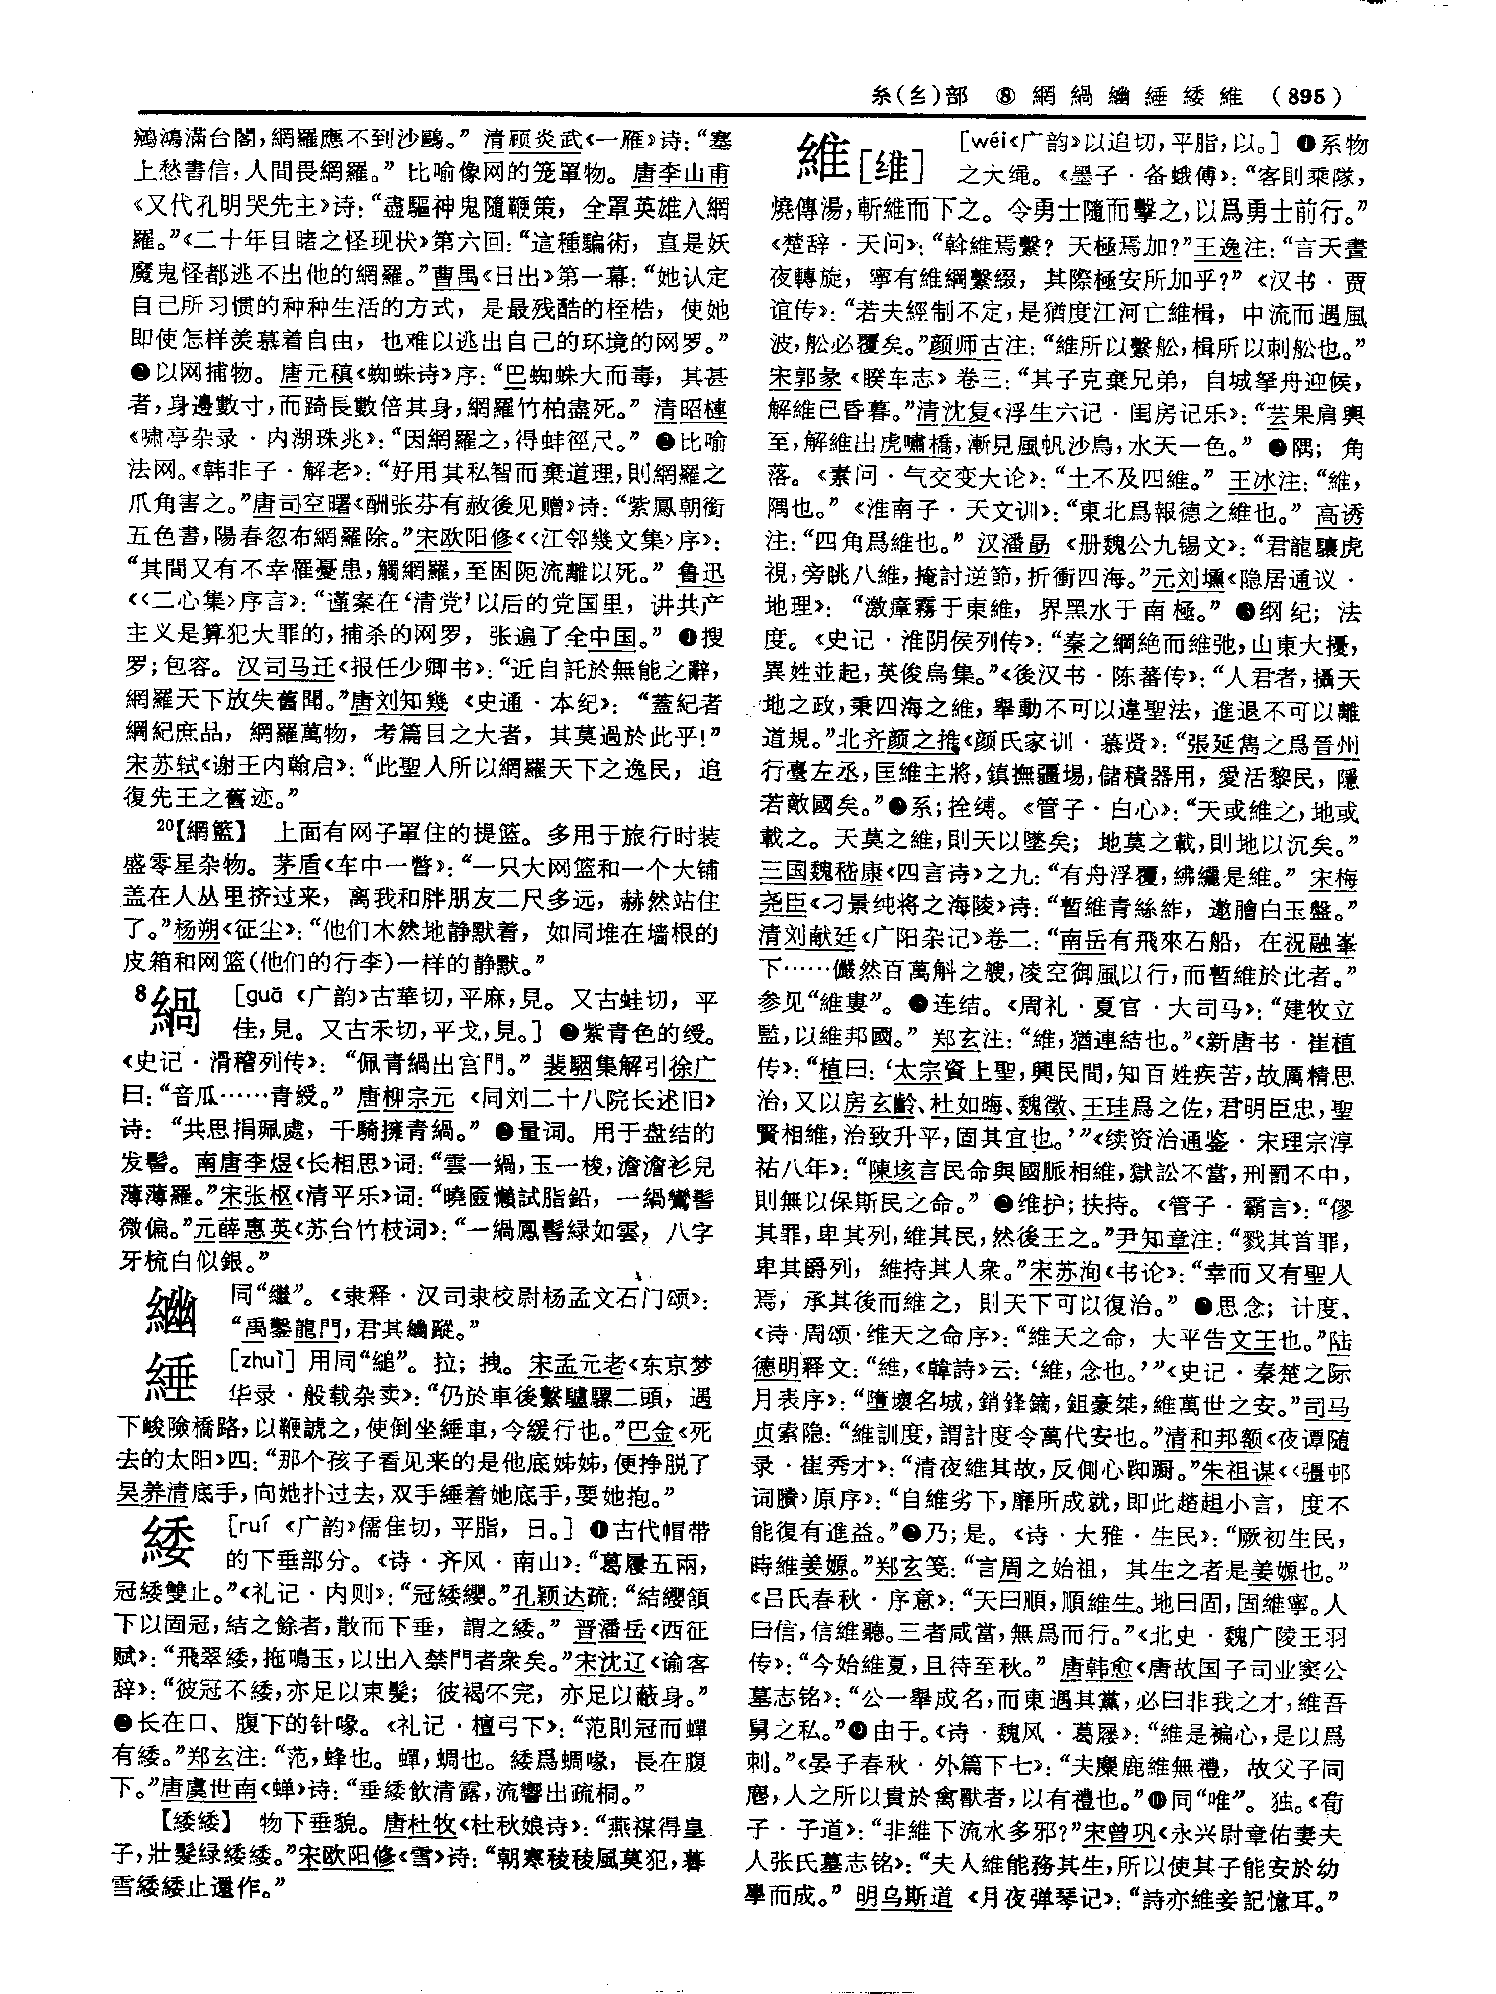 糸(纟)部 ⑧ 網 緺 𦃇 綞 緌 維 (895)
鵷鴻滿台閣,網羅應不到沙鷗。”清顾炎武《一雁》诗:“塞
上愁書信,人間畏網羅。”比喻像网的笼罩物。唐李山甫
《又代孔明哭先主》诗:“盡驅神鬼隨鞭策,全罩英雄入網
羅。”《二十年目睹之怪现状》第六回:“這種騙術,直是妖
魔鬼怪都逃不出他的網羅。”曹禺《日出》第一幕:“她认定
自己所习惯的种种生活的方式,是最残酷的桎梏,使她
即使怎样羡慕着自由,也难以逃出自己的环境的网罗。”
❷以网捕物。唐元稹《蜘蛛诗》序:“巴蜘蛛大而毒,其甚
者,身邊數寸,而踦長數倍其身,網羅竹柏盡死。”清昭槤
《啸亭杂录·内湖珠兆》:“因網羅之,得蚌徑尺。”❸比喻
法网。《韩非子·解老》:“好用其私智而棄道理,則網羅之
爪角害之。”唐司空曙《酬张芬有赦後见赠》诗:“紫鳳朝銜
五色書,陽春忽布網羅除。”宋欧阳修《〈江邻幾文集〉序》:
“其間又有不幸罹憂患,觸網羅,至困阨流離以死。”鲁迅
《〈二心集〉序言》:“谨案在‘清党’以后的党国里,讲共产
主义是算犯大罪的,捕杀的网罗,张遍了全中国。”❹搜
罗;包容。汉司马迁《报任少卿书》:“近自託於無能之辭,
網羅天下放失舊聞。”唐刘知幾《史通·本纪》:“蓋紀者
綱紀庶品,網羅萬物,考篇目之大者,其莫過於此乎!”
宋苏轼《谢王内翰启》:“此聖人所以網羅天下之逸民,追
復先王之舊迹。”
20【網籃】 上面有网子罩住的提篮。多用于旅行时装
盛零星杂物。茅盾《车中一瞥》:“一只大网篮和一个大铺
盖在人丛里挤过来,离我和胖朋友二尺多远,赫然站住
了。”杨朔《征尘》:“他们木然地静默着,如同堆在墙根的
皮箱和网篮(他们的行李)一样的静默。”
8緺 [guā《广韵》古華切,平麻,見。又古蛙切,平
佳,見。又古禾切,平戈,見。]❶紫青色的绶。
《史记·滑稽列传》:“佩青緺出宫門。”裴駰集解引徐广
曰:“音瓜……青綬。”唐柳宗元《同刘二十八院长述旧》
诗:“共思捐珮處,千騎擁青緺。”❷量词。用于盘结的
发髻。南唐李煜《长相思》词:“雲一緺,玉一梭,澹澹衫兒
薄薄羅。”宋张枢《清平乐》词:“曉匳懶試脂鉛,一緺鸞髻
微偏。”元薛惠英《苏台竹枝词》:“一緺鳳髻緑如雲,八字
牙梳白似銀。”
𦃇 同“繼”。《隶释·汉司隶校尉杨孟文石门颂》:
“禹鑿龍門,君其𦃇蹤。”
綞 [zhuì]用同“縋”。拉;拽。宋孟元老《东京梦
华录·般载杂卖》:“仍於車後繫驢騾二頭,遇
下峻險橋路,以鞭諕之,使倒坐綞車,令緩行也。”巴金《死
去的太阳》四:“那个孩子看见来的是他底姊姊,便挣脱了
吴养清底手,向她扑过去,双手綞着她底手,要她抱。”
緌 [ruí《广韵》儒隹切,平脂,日。]❶古代帽带
的下垂部分。《诗·齐风·南山》:“葛屨五兩,
冠緌雙止。”《礼记·内则》:“冠緌纓。”孔颖达疏:“結纓頷
下以固冠,結之餘者,散而下垂,謂之緌。”晋潘岳《西征
赋》:“飛翠緌,拖鳴玉,以出入禁門者衆矣。”宋沈辽《谕客
辞》:“彼冠不緌,亦足以束髮;彼褐不完,亦足以蔽身。”
❷长在口、腹下的针喙。《礼记·檀弓下》:“范則冠而蟬
有緌。”郑玄注:“范,蜂也。蟬,蜩也。緌爲蜩喙,長在腹
下。”唐虞世南《蝉》诗:“垂緌飲清露,流響出疏桐。”
【緌緌】 物下垂貌。唐杜牧《杜秋娘诗》:“燕禖得皇
子,壯髮緑緌緌。”宋欧阳修《雪》诗:“朝寒稜稜風莫犯,暮
雪緌緌止還作。”
維[维] [wéi《广韵》以追切,平脂,以。]❶系物
之大绳。《墨子·备蛾傅》:“客則乘隊,
燒傳湯,斬維而下之。令勇士隨而擊之,以爲勇士前行。”
《楚辞·天问》:“斡維焉繫?天極焉加?”王逸注:“言天晝
夜轉旋,寧有維綱繫綴,其際極安所加乎?”《汉书·贾
谊传》:“若夫經制不定,是猶度江河亡維楫,中流而遇風
波,舩必覆矣。”颜师古注:“維所以繫舩,楫所以刺舩也。”
宋郭彖《睽车志》卷三:“其子克棄兄弟,自城拏舟迎候,
解維已昏暮。”清沈复《浮生六记·闺房记乐》:“芸果肩輿
至,解維出虎嘯橋,漸見風帆沙鳥,水天一色。”❷隅;角
落。《素问·气交变大论》:“土不及四維。”王冰注:“維,
隅也。”《淮南子·天文训》:“東北爲報德之維也。”高诱
注:“四角爲維也。”汉潘勗《册魏公九锡文》:“君龍驤虎
視,旁眺八維,掩討逆節,折衝四海。”元刘壎《隐居通议·
地理》:“激瘴霧于東維,界黑水于南極。”❸纲纪;法
度。《史记·淮阴侯列传》:“秦之綱絶而維弛,山東大擾,
異姓並起,英俊烏集。”《後汉书·陈蕃传》:“人君者,攝天
地之政,秉四海之維,舉動不可以違聖法,進退不可以離
道規。”北齐颜之推《颜氏家训·慕贤》:“張延雋之爲晉州
行臺左丞,匡維主將,鎮撫疆埸,儲積器用,愛活黎民,隱
若敵國矣。”❹系;拴缚。《管子·白心》:“天或維之,地或
載之。天莫之維,則天以墜矣;地莫之載,則地以沉矣。”
三国魏嵇康《四言诗》之九:“有舟浮覆,紼纚是維。”宋梅
尧臣《刁景纯将之海陵》诗:“暫維青絲䋏,邀膾白玉盤。”
清刘献廷《广阳杂记》卷二:“南岳有飛來石船,在祝融峯
下……儼然百萬斛之艘,凌空御風以行,而暫維於此者。”
参见“維婁”。❺连结。《周礼·夏官·大司马》:“建牧立
監,以維邦國。”郑玄注:“維,猶連結也。”《新唐书·崔植
传》:“植曰:‘太宗資上聖,興民間,知百姓疾苦,故厲精思
治,又以房玄齡、杜如晦、魏徵、王珪爲之佐,君明臣忠,聖
賢相維,治致升平,固其宜也。’”《续资治通鉴·宋理宗淳
祐八年》:“陳垓言民命與國脈相維,獄訟不當,刑罰不中,
則無以保斯民之命。”❻维护;扶持。《管子·霸言》:“僇
其罪,卑其列,維其民,然後王之。”尹知章注:“戮其首罪,
卑其爵列,維持其人衆。”宋苏洵《书论》:“幸而又有聖人
焉,承其後而維之,則天下可以復治。”❼思念;计度。
《诗·周颂·维天之命序》:“維天之命,大平告文王也。”陆
德明释文:“維,《韓詩》云:‘維,念也。’”《史记·秦楚之际
月表序》:“墮壞名城,銷鋒鏑,鉏豪桀,維萬世之安。”司马
贞索隐:“維訓度,謂計度令萬代安也。”清和邦额《夜谭随
录·崔秀才》:“清夜維其故,反側心踟躕。”朱祖谋《〈彊邨
词賸〉原序》:“自維劣下,靡所成就,即此趑趄小言,度不
能復有進益。”❽乃;是。《诗·大雅·生民》:“厥初生民,
時維姜嫄。”郑玄笺:“言周之始祖,其生之者是姜嫄也。”
《吕氏春秋·序意》:“天曰順,順維生。地曰固,固維寧。人
曰信,信維聽。三者咸當,無爲而行。”《北史·魏广陵王羽
传》:“今始維夏,且待至秋。”唐韩愈《唐故国子司业窦公
墓志铭》:“公一舉成名,而東遇其黨,必曰非我之才,維吾
舅之私。”❾由于。《诗·魏风·葛屦》:“維是褊心,是以爲
刺。”《晏子春秋·外篇下七》:“夫麋鹿維無禮,故父子同
麀,人之所以貴於禽獸者,以有禮也。”❿同“唯”。独。《荀
子·子道》:“非維下流水多邪?”宋曾巩《永兴尉章佑妻夫
人张氏墓志铭》:“夫人維能務其生,所以使其子能安於幼
學而成。”明乌斯道《月夜弹琴记》:“詩亦維妾記憶耳。”